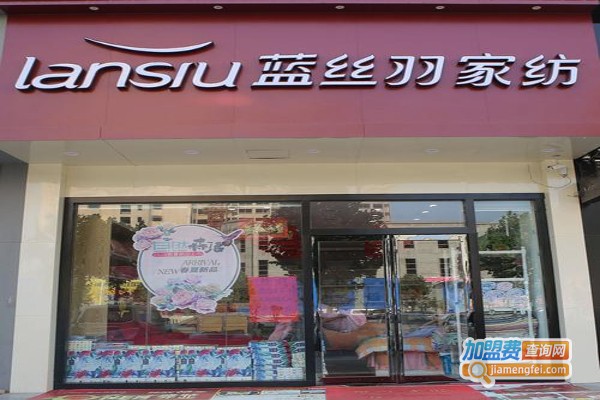 lansiu 蓝丝羽家纺
ARRIVAL
NEW 春夏新品
加盟费查询网
jiamengfei.com